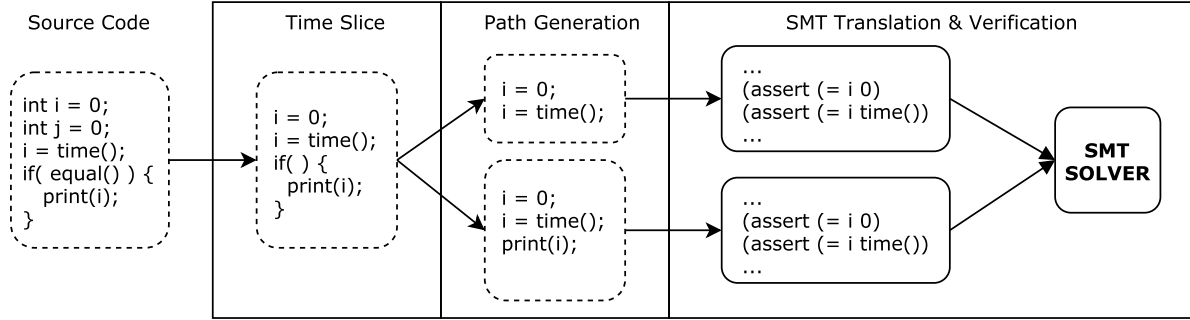 Source Code
int i = 0;
int j = 0;
i = time();
if( equal() ) {
print(i);
}
Time Slice
i = 0;
i = time();
if( ) {
print(i);
}
Path Generation
i = 0;
i = time();
i = 0;
i = time();
print(i);
SMT Translation & Verification
...
(assert (= i 0)
(assert (= i time())
...
...
(assert (= i 0)
(assert (= i time())
...
SMT
SOLVER